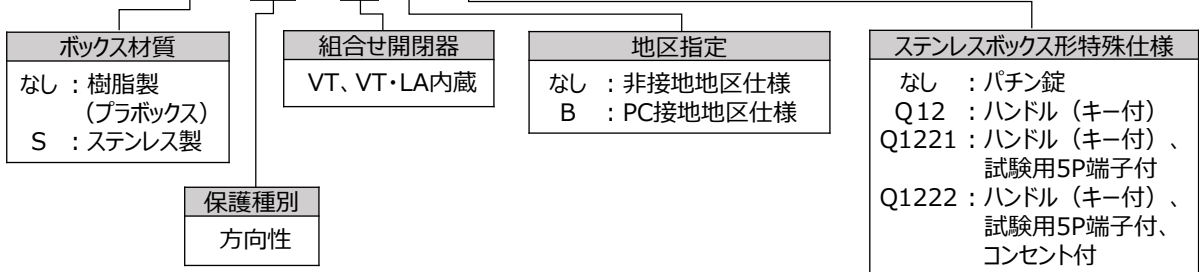 ボックス材質
なし ：樹脂製
（プラボックス）
S ：ステンレス製
保護種別
方向性
組合せ開閉器
VT、VT・LA内蔵
地区指定
なし ：非接地地区仕様
B ：PC接地地区仕様
ステンレスボックス形特殊仕様
なし ：パチン錠
Q12 ：ハンドル（キー付）
Q1221：ハンドル（キー付）、
試験用5P端子付
Q1222：ハンドル（キー付）、
試験用5P端子付、
コンセント付